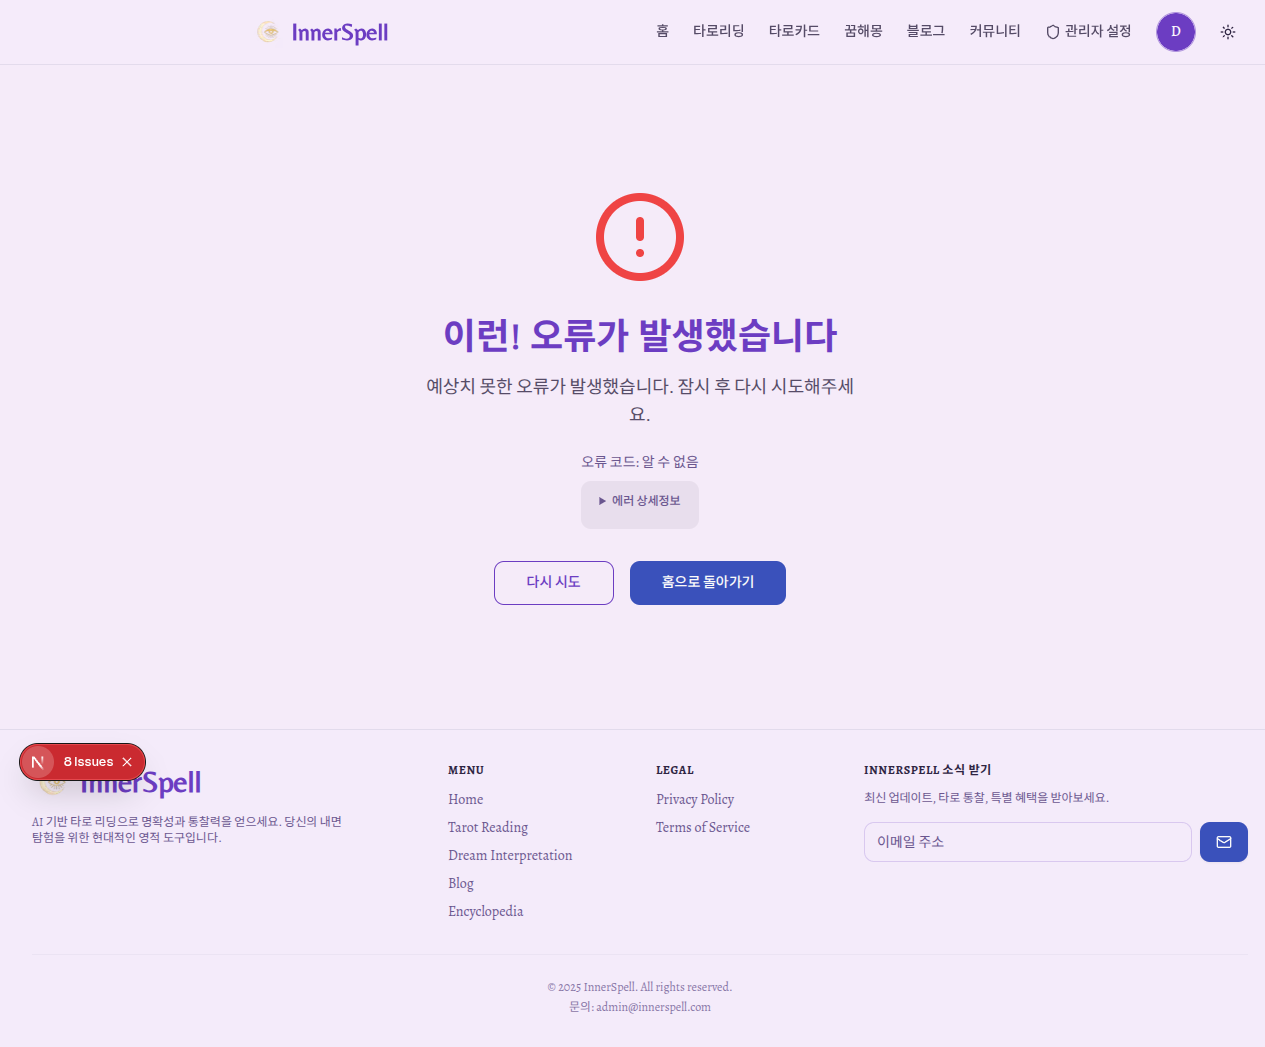 InnerSpell
홈 타로리딩 타로카드 꿈해몽 블로그 커뮤니티 관리자 설정 D
이런! 오류가 발생했습니다
예상치 못한 오류가 발생했습니다. 잠시 후 다시 시도해주세
요.
오류 코드: 알 수 없음
▶ 에러 상세정보
다시 시도 홈으로 돌아가기
N 8 Issues
InnerSpell
AI 기반 타로 리딩으로 명확성과 통찰력을 얻으세요. 당신의 내면
탐험을 위한 현대적인 영적 도구입니다.
MENU
Home
Tarot Reading
Dream Interpretation
Blog
Encyclopedia
LEGAL
Privacy Policy
Terms of Service
INNERSPELL 소식 받기
최신 업데이트, 타로 통찰, 특별 혜택을 받아보세요.
이메일 주소
© 2025 InnerSpell. All rights reserved.
문의: admin@innerspell.com